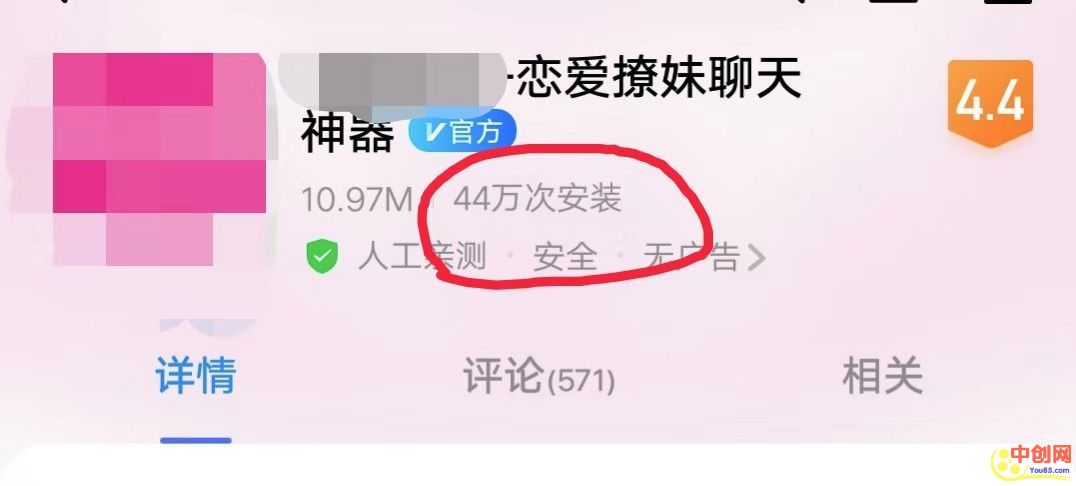 -恋爱撩妹聊天
神器 V官方
4.4
10.97M 44万次安装
人工亲测 · 安全 · 无广告
详情 评论(571) 相关
中创网
You85.com